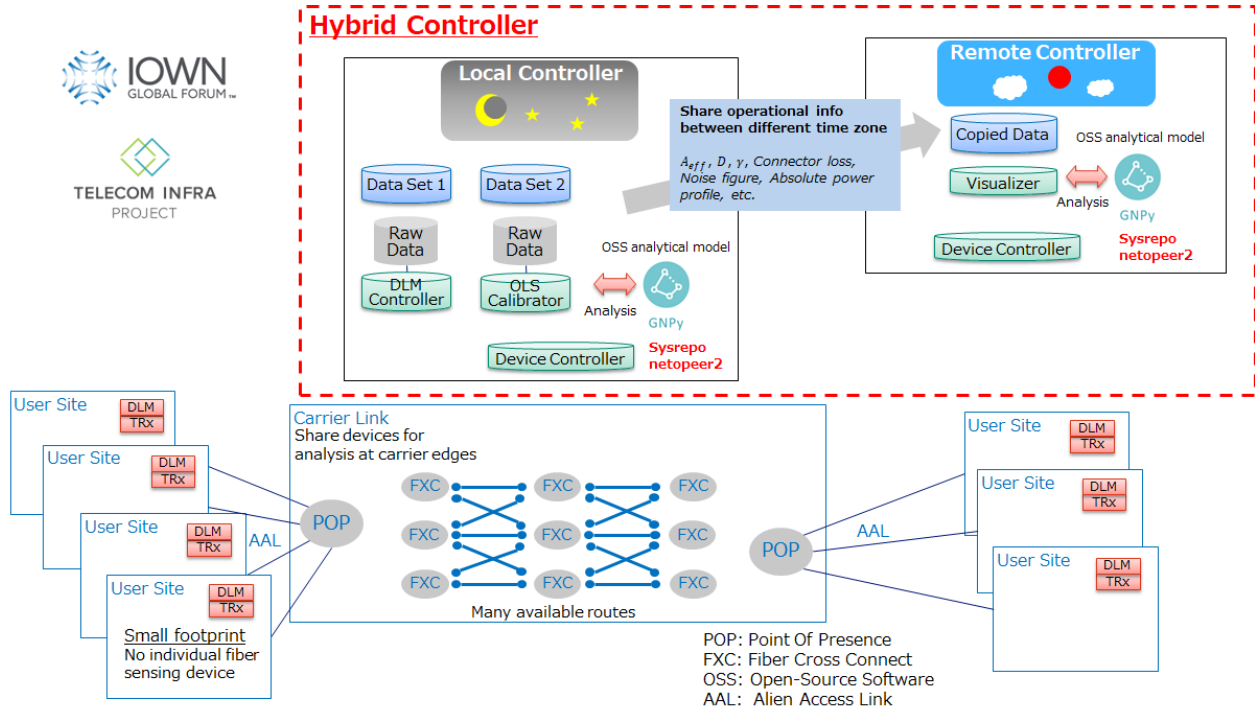 Hybrid Controller
IOWN
GLOBAL FORUM™
TELECOM INFRA
PROJECT
Local Controller
Data Set 1
Data Set 2
Raw
Data
Raw
Data
DLM
Controller
OLS
Calibrator
OSS analytical model
Analysis
GNPy
Device Controller
Sysrepo
netopeer2
Share operational info
between different time zone
A_eff, D, γ, Connector loss,
Noise figure, Absolute power
profile, etc.
Remote Controller
Copied Data
OSS analytical model
Visualizer
Analysis
GNPy
Device Controller
Sysrepo
netopeer2
User Site
DLM
TRx
User Site
DLM
TRx
User Site
DLM
TRx
User Site
DLM
TRx
Small footprint
No individual fiber
sensing device
AAL
POP
Carrier Link
Share devices for
analysis at carrier edges
FXC
FXC
FXC
FXC
FXC
FXC
FXC
FXC
FXC
Many available routes
POP
AAL
User Site
DLM
TRx
User Site
DLM
TRx
User Site
DLM
TRx
POP: Point Of Presence
FXC: Fiber Cross Connect
OSS: Open-Source Software
AAL: Alien Access Link